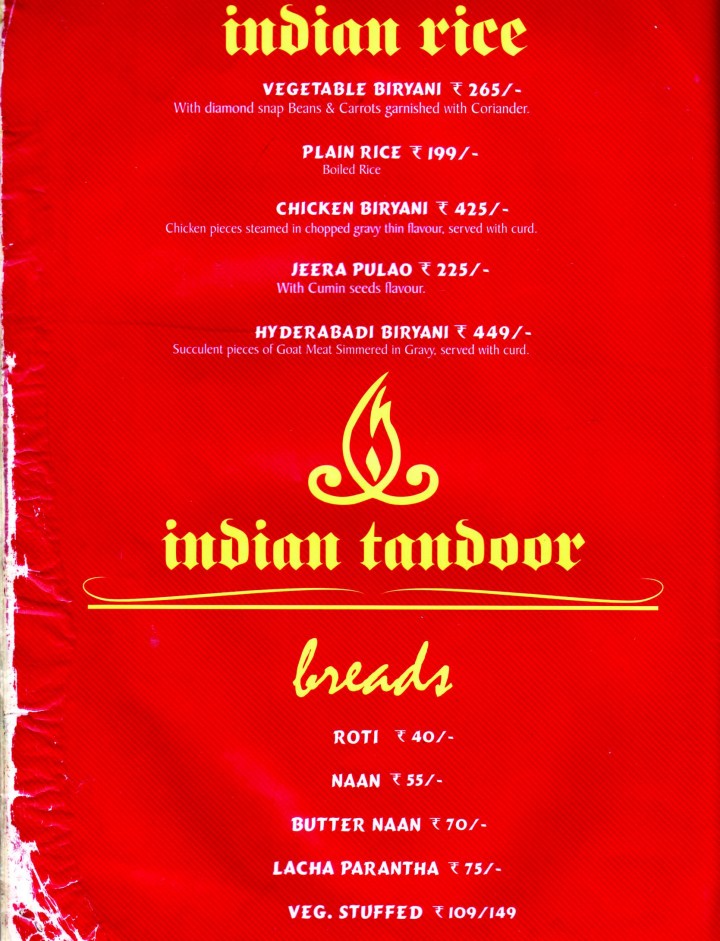 indian rice
VEGETABLE BIRYANI ₹ 265/-
With diamond snap Beans & Carrots garnished with Coriander.
PLAIN RICE ₹ 199/-
Boiled Rice
CHICKEN BIRYANI ₹ 425/-
Chicken pieces steamed in chopped gravy thin flavour, served with curd.
JEERA PULAO ₹ 225/-
With Cumin seeds flavour.
HYDERABADI BIRYANI ₹ 449/-
Succulent pieces of Goat Meat Simmered in Gravy, served with curd.
indian tandoor
breads
ROTI ₹ 40/-
NAAN ₹ 55/-
BUTTER NAAN ₹ 70/-
LACHA PARANTHA ₹ 75/-
VEG. STUFFED ₹ 109/149